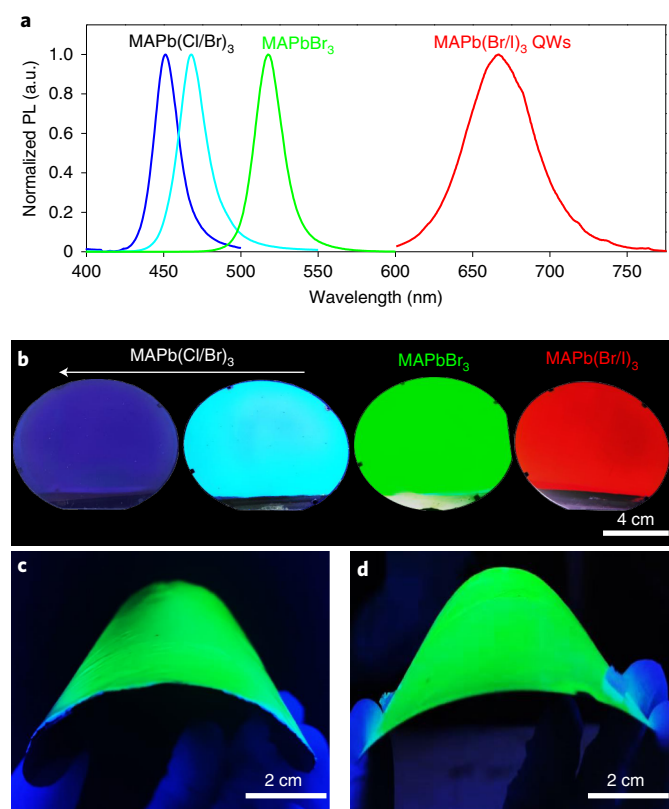 a
MAPb(Cl/Br)₃
MAPbBr₃
MAPb(Br/I)₃ QWs
1.0
0.8
0.6
0.4
0.2
0
Normalized PL (a.u.)
400 450 500 550 600 650 700 750
Wavelength (nm)
b
MAPb(Cl/Br)₃
MAPbBr₃
MAPb(Br/I)₃
4 cm
c
2 cm
d
2 cm